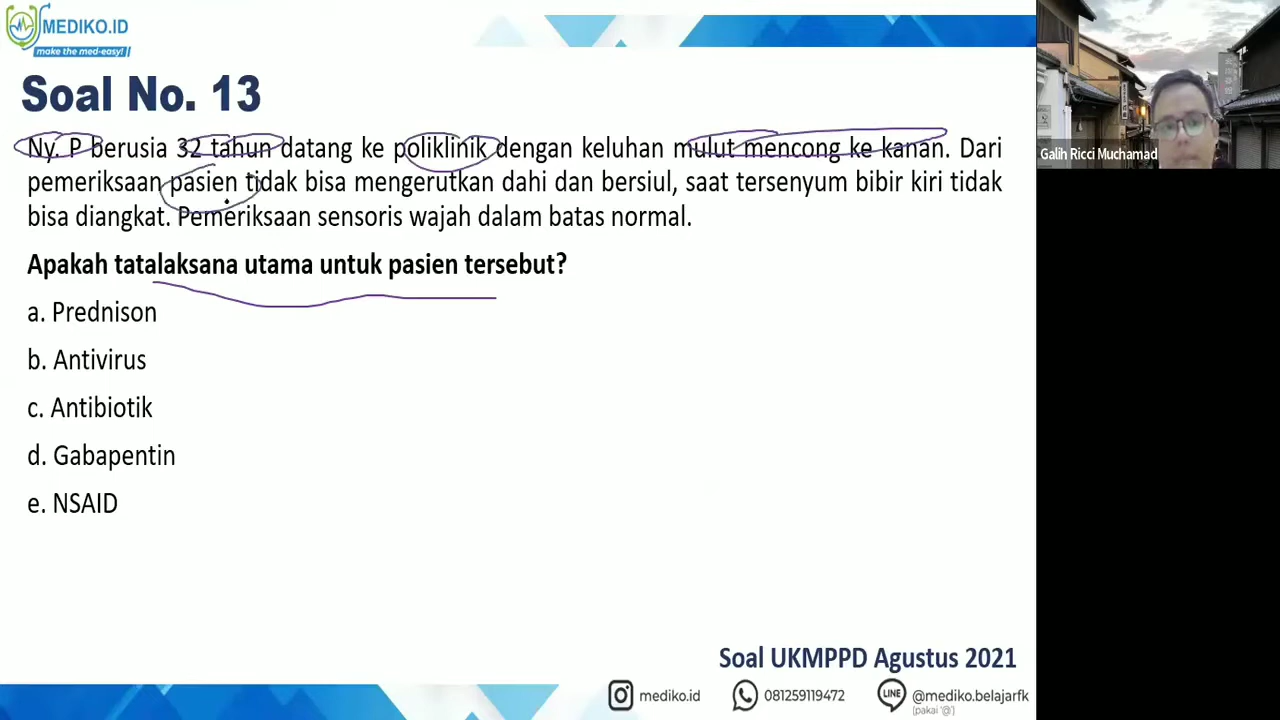 MEDIKO.ID
make the med-easy!
Soal No. 13
Ny. P berusia 32 tahun datang ke poliklinik dengan keluhan mulut mencong ke kanan. Dari
pemeriksaan pasien tidak bisa mengerutkan dahi dan bersiul, saat tersenyum bibir kiri tidak
bisa diangkat. Pemeriksaan sensoris wajah dalam batas normal.
Apakah tatalaksana utama untuk pasien tersebut?
a. Prednison
b. Antivirus
c. Antibiotik
d. Gabapentin
e. NSAID
Galih Ricci Muchamad
Soal UKMPPD Agustus 2021
mediko.id
081259119472
LINE
@mediko.belajarfk
(pakai '@')